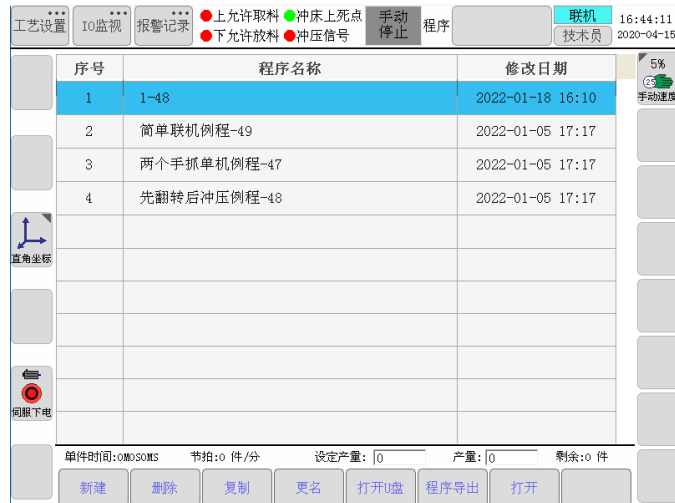 工艺设置 IO监视 报警记录 上允许取料 冲床上死点 手动停止 程序 联机 16:44:11
下允许放料 冲压信号 技术员 2020-04-15
序号 程序名称 修改日期 5%
25
手动速度
1 1-48 2022-01-18 16:10
2 简单联机例程-49 2022-01-05 17:17
3 两个手抓单机例程-47 2022-01-05 17:17
4 先翻转后冲压例程-48 2022-01-05 17:17
直角坐标
伺服下电
单件时间:0M0S0MS 节拍:0 件/分 设定产量: 0 产量: 0 剩余:0 件
新建 删除 复制 更名 打开U盘 程序导出 打开